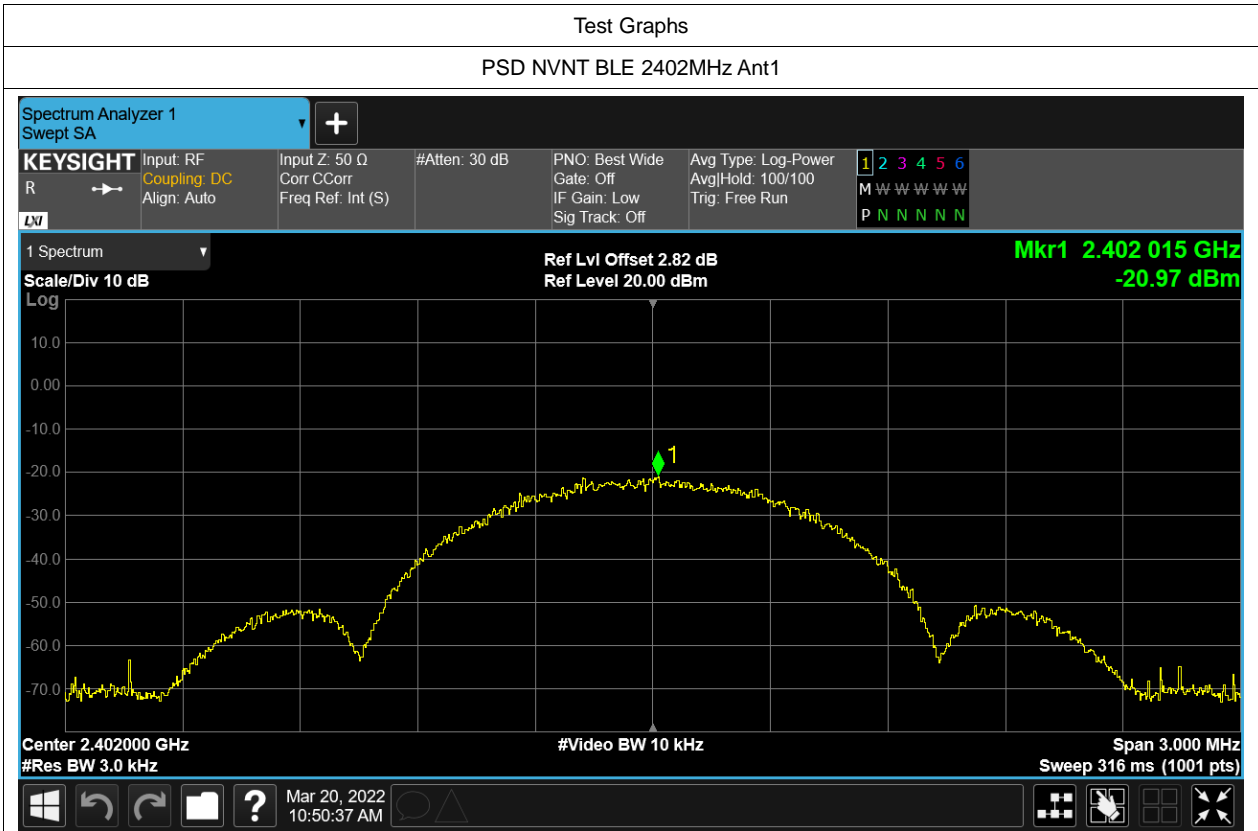 Test Graphs
PSD NVNT BLE 2402MHz Ant1
Spectrum Analyzer 1
Swept SA
KEYSIGHT
R
LXI
Input: RF
Coupling: DC
Align: Auto
Input Z: 50 Ω
Corr CCorr
Freq Ref: Int (S)
#Atten: 30 dB
PNO: Best Wide
Gate: Off
IF Gain: Low
Sig Track: Off
Avg Type: Log-Power
Avg|Hold: 100/100
Trig: Free Run
1 2 3 4 5 6
M W W W W W
P N N N N N
1 Spectrum
Scale/Div 10 dB
Ref Lvl Offset 2.82 dB
Ref Level 20.00 dBm
Mkr1 2.402 015 GHz
-20.97 dBm
Log
10.0
0.00
-10.0
-20.0
-30.0
-40.0
-50.0
-60.0
-70.0
1
Center 2.402000 GHz
#Res BW 3.0 kHz
#Video BW 10 kHz
Span 3.000 MHz
Sweep 316 ms (1001 pts)
?
Mar 20, 2022
10:50:37 AM